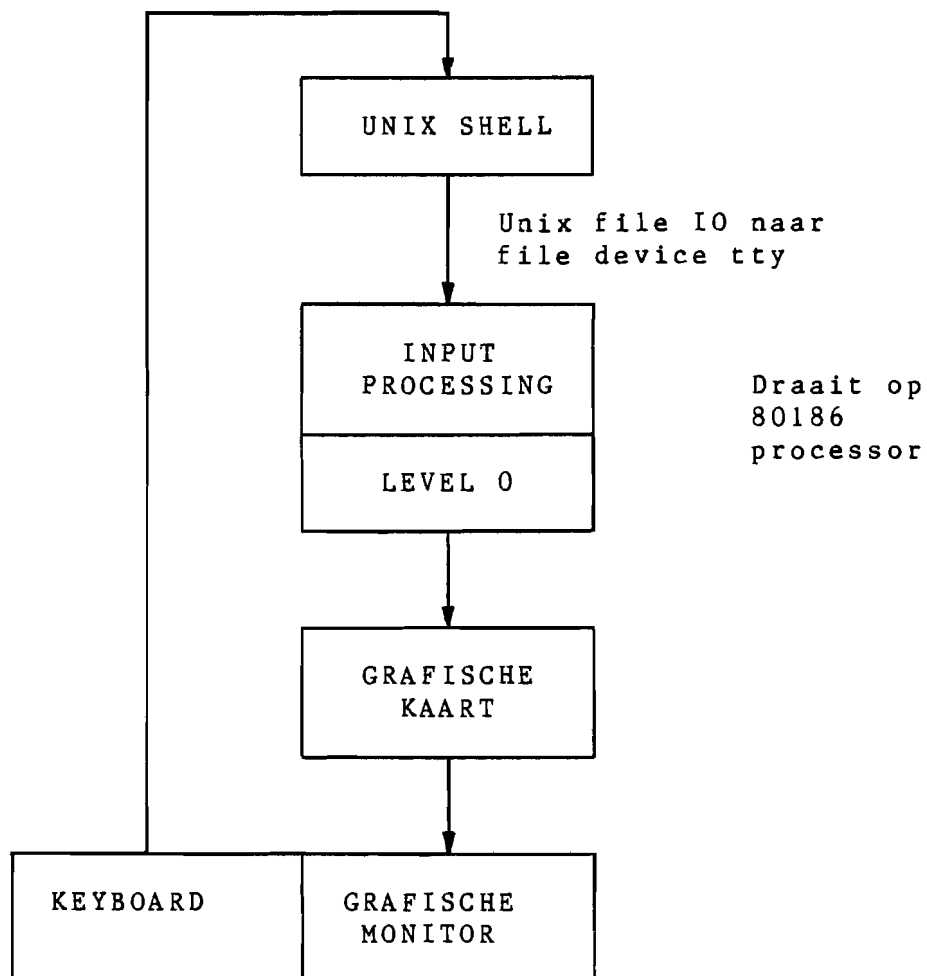 UNIX SHELL
Unix file IO naar
file device tty
INPUT
PROCESSING
Draait op
80186
processor
LEVEL 0
GRAFISCHE
KAART
KEYBOARD
GRAFISCHE
MONITOR